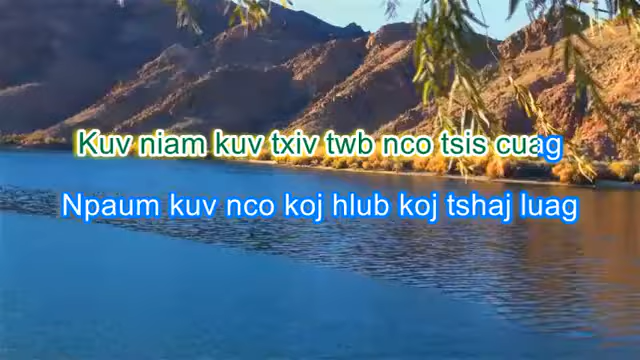 Kuv niam kuv txiv twb nco tsis cuag
Npaum kuv nco koj hlub koj tshaj luag